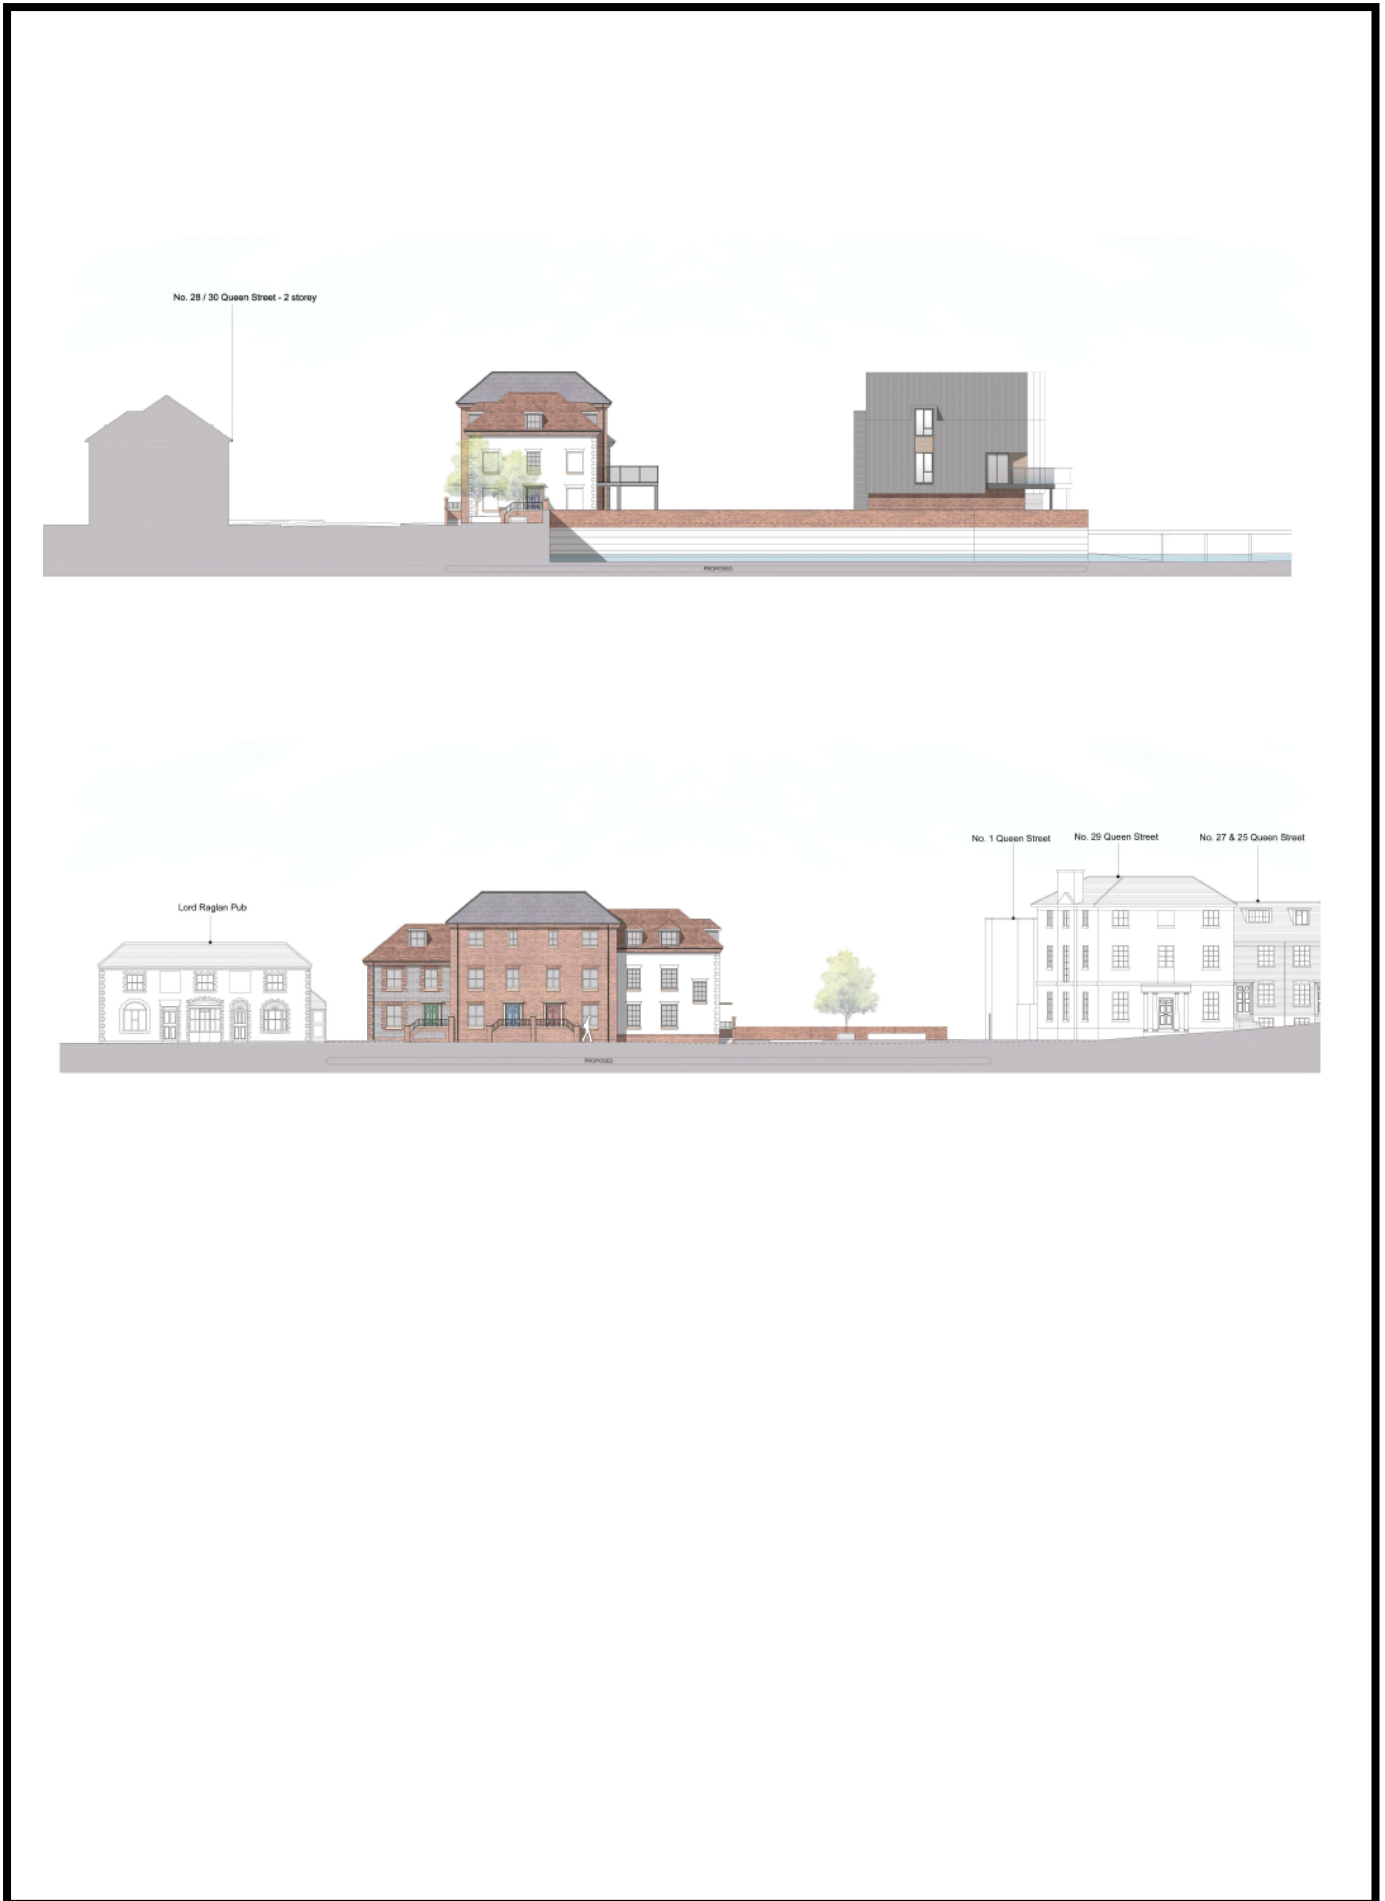 No. 28 / 30 Queen Street - 2 storey
PROPOSED
No. 1 Queen Street
No. 29 Queen Street
No. 27 & 25 Queen Street
Lord Raglan Pub
PROPOSED